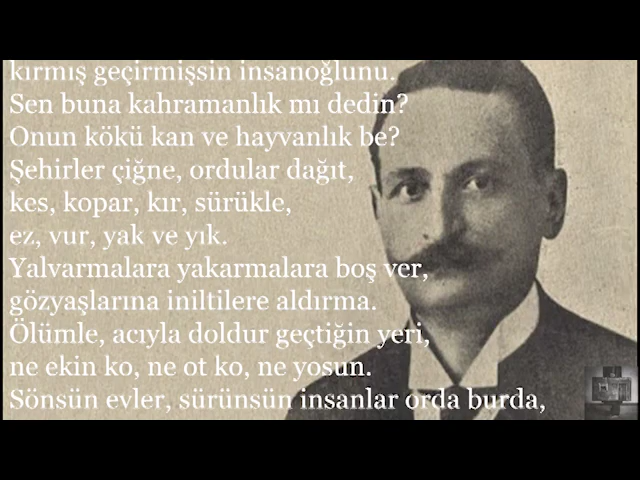 kırmış geçirmişsin insanoğlunu.
Sen buna kahramanlık mı dedin?
Onun kökü kan ve hayvanlık be?
Şehirler çiğne, ordular dağıt,
kes, kopar, kır, sürükle,
ez, vur, yak ve yık.
Yalvarmalara yakarmalara boş ver,
gözyaşlarına iniltilere aldırma.
Ölümle, acıyla doldur geçtiğin yeri,
ne ekin ko, ne ot ko, ne yosun.
Sönsün evler, sürünsün insanlar orda burda,